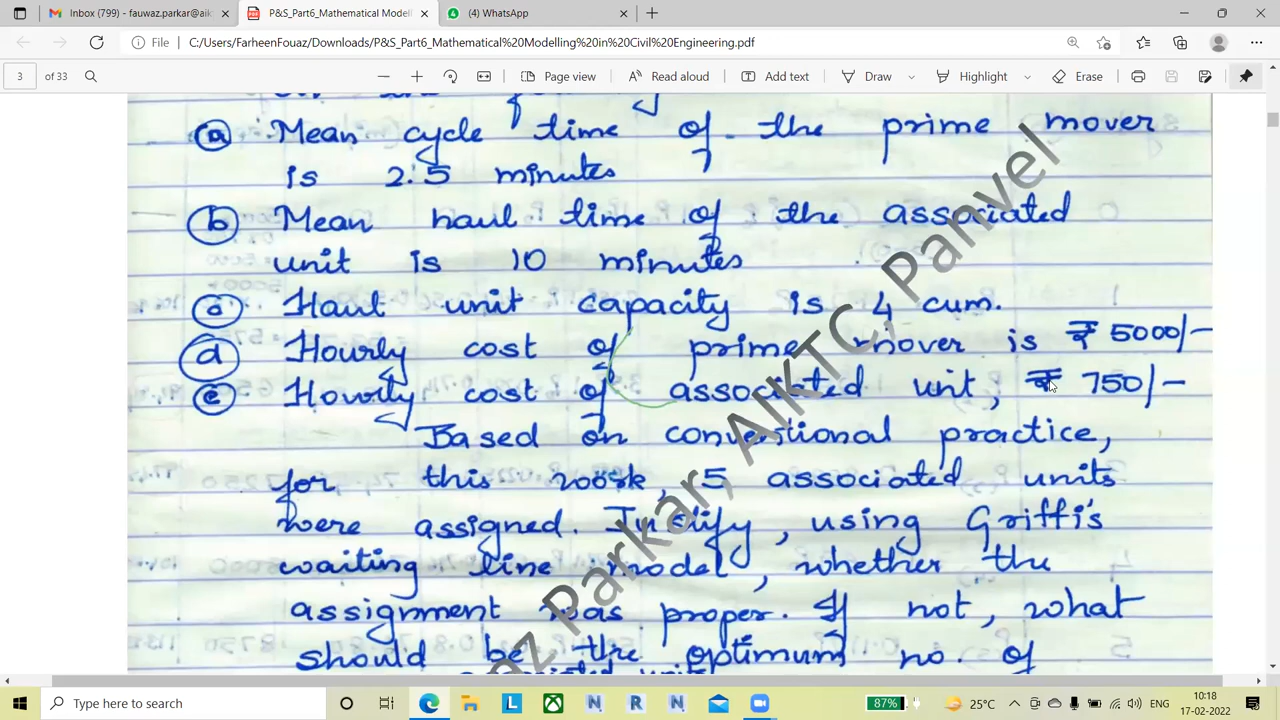 Inbox (799) - fauwaz.parkar@aik
P&S_Part6_Mathematical Model
(4) WhatsApp
File
C:/Users/FarheenFouaz/Downloads/P&S_Part6_Mathematical%20Modelling%20in%20Civil%20Engineering.pdf
3 of 33
Page view
Read aloud
Add text
Draw
Highlight
Erase
(a) Mean cycle time of the prime mover
is 2.5 minutes
(b) Mean haul time of the associated
unit is 10 minutes
(c) Haul unit capacity is 4 cum.
(d) Hourly cost of prime mover is ₹ 5000/-
(e) Hourly cost of associated unit, ₹ 750/-
Based on conventional practice,
for this work, 5 associated units
were assigned. Justify, using Griffis
waiting line model, whether the
assignment was proper. If not, what
should be the optimum no. of
Parkar, AIKTC, Panvel
Type here to search
87%
25°C
ENG
10:18
17-02-2022